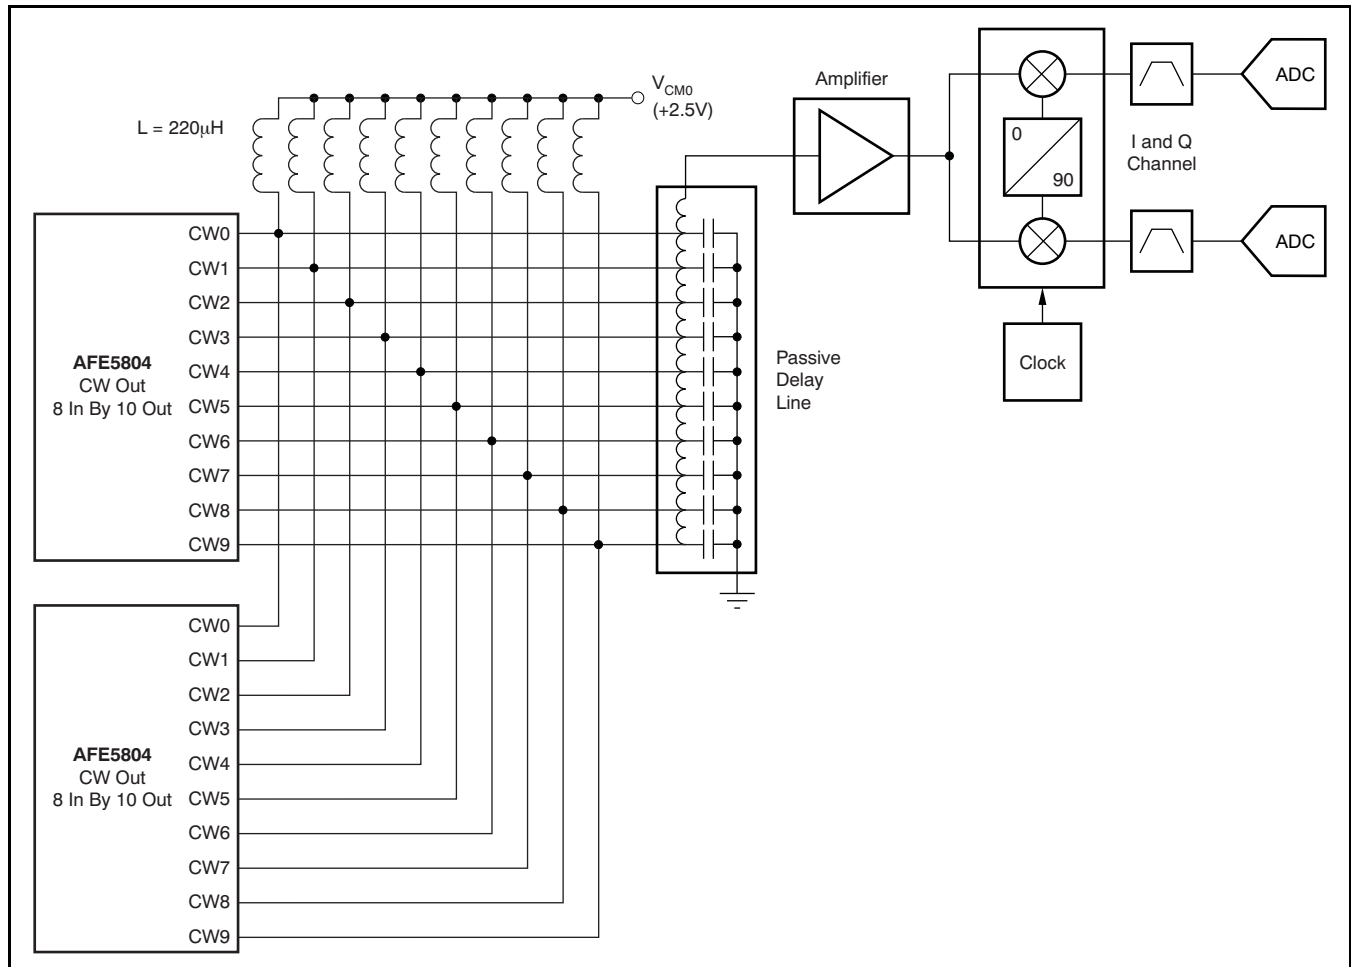 L = 220μH
VCM0
(+2.5V)
Amplifier
0
90
I and Q
Channel
ADC
ADC
Clock
Passive
Delay
Line
AFE5804
CW Out
8 In By 10 Out
CW0
CW1
CW2
CW3
CW4
CW5
CW6
CW7
CW8
CW9
AFE5804
CW Out
8 In By 10 Out
CW0
CW1
CW2
CW3
CW4
CW5
CW6
CW7
CW8
CW9